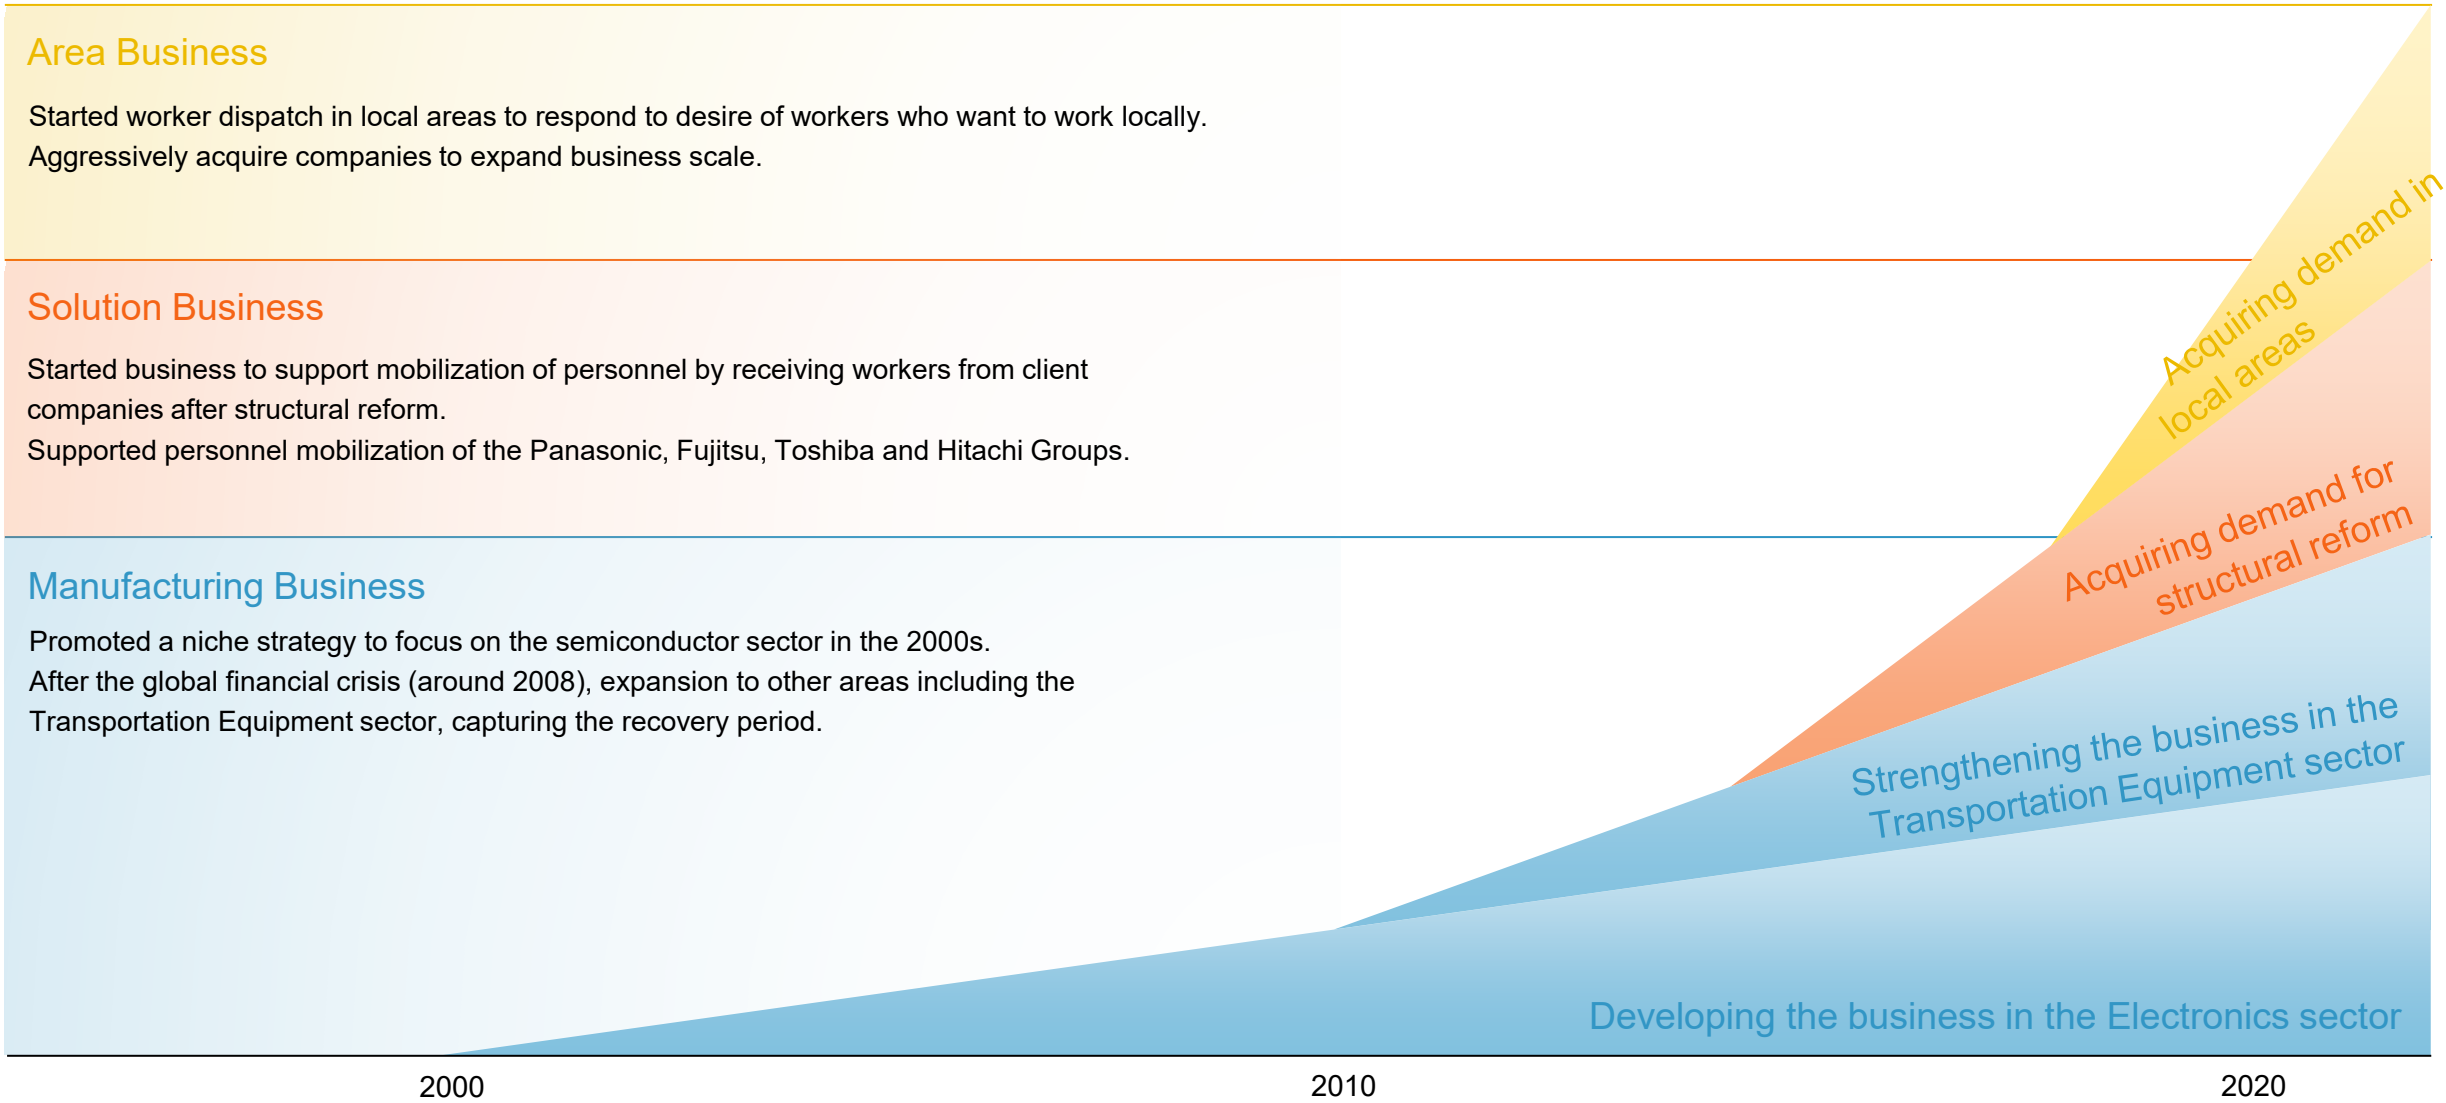 Area Business
Started worker dispatch in local areas to respond to desire of workers who want to work locally.
Aggressively acquire companies to expand business scale.
Solution Business
Started business to support mobilization of personnel by receiving workers from client
companies after structural reform.
Supported personnel mobilization of the Panasonic, Fujitsu, Toshiba and Hitachi Groups.
Manufacturing Business
Promoted a niche strategy to focus on the semiconductor sector in the 2000s.
After the global financial crisis (around 2008), expansion to other areas including the
Transportation Equipment sector, capturing the recovery period.
Acquiring demand in
local areas
Acquiring demand for
structural reform
Strengthening the business in the
Transportation Equipment sector
Developing the business in the Electronics sector
2000
2010
2020